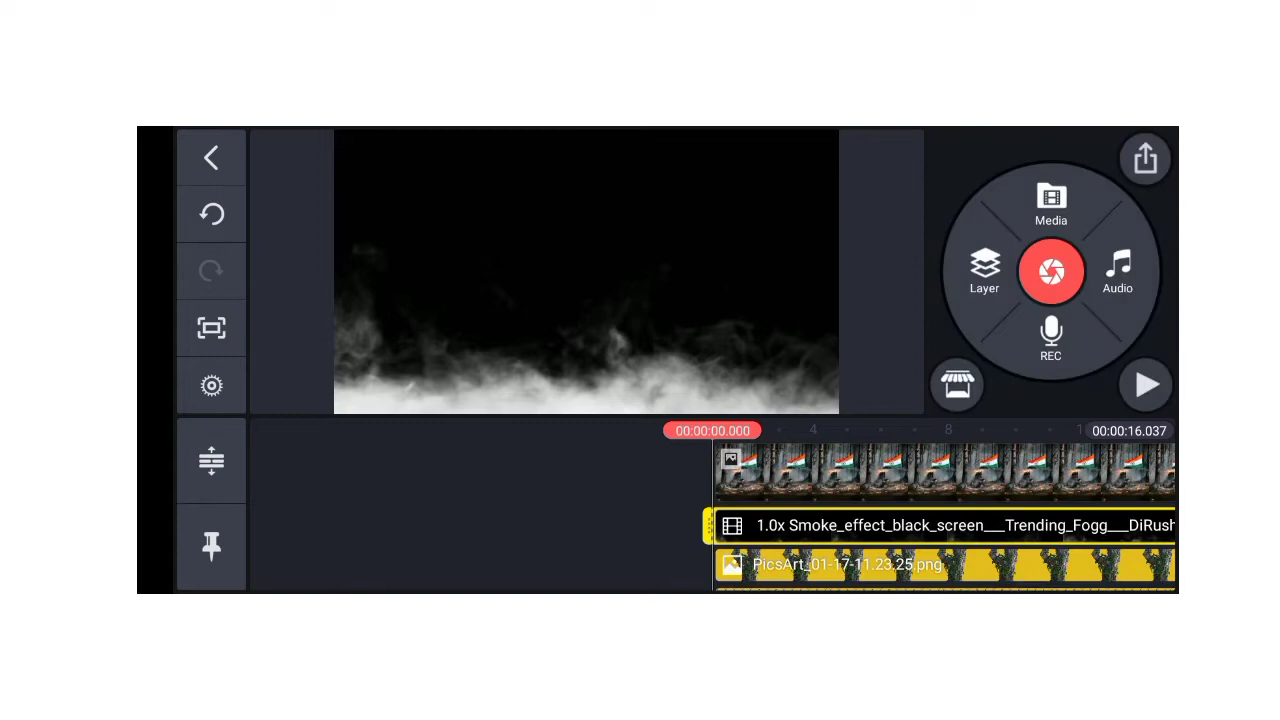 Media
Layer
Audio
REC
00:00:00.000
4
8
1
00:00:16.037
1.0x Smoke_effect_black_screen___Trending_Fogg___DiRush
PicsArt_01-17-11.23.25.png